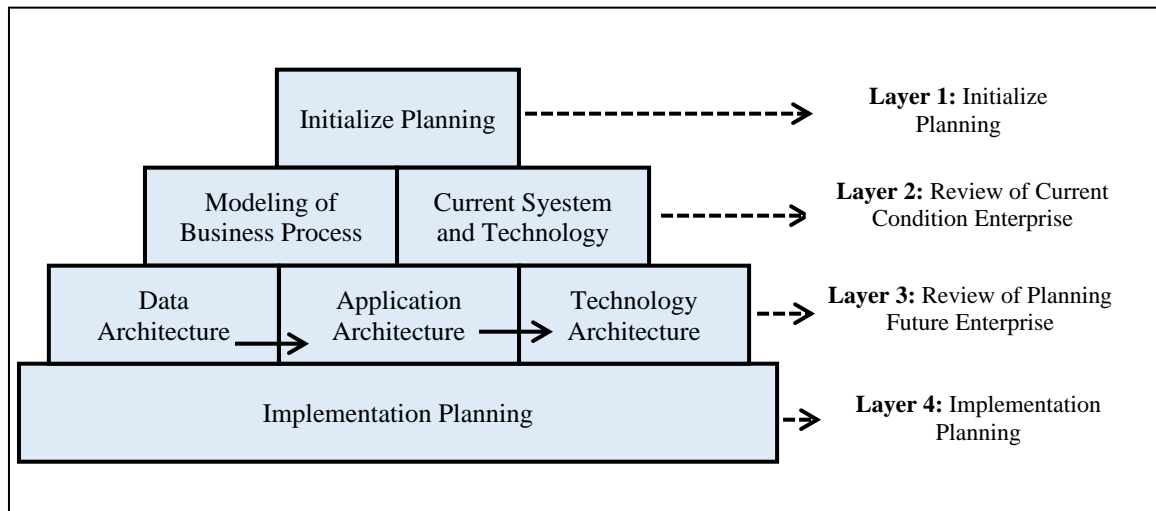 Initialize Planning
Layer 1: Initialize
Planning
Modeling of
Business Process
Current Syestem
and Technology
Layer 2: Review of Current
Condition Enterprise
Data
Architecture
Application
Architecture
Technology
Architecture
Layer 3: Review of Planning
Future Enterprise
Implementation Planning
Layer 4: Implementation
Planning